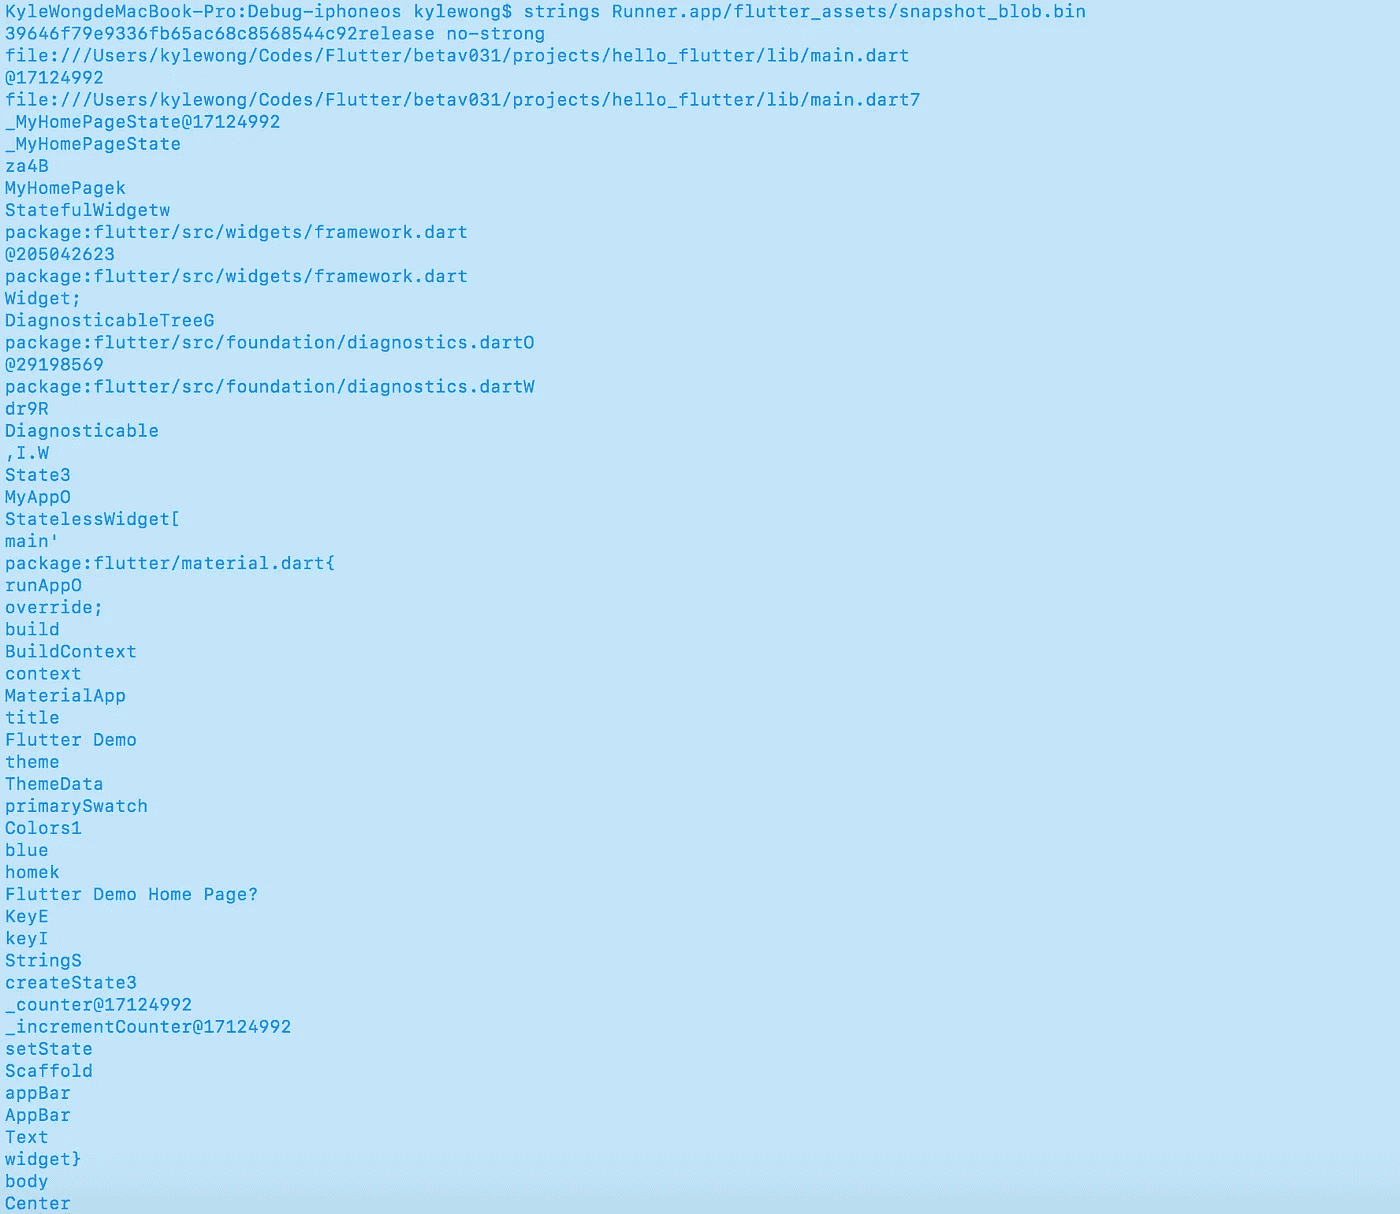 KyleWongdeMacBook-Pro:Debug-iphoneos kylewong$ strings Runner.app/flutter_assets/snapshot_blob.bin
39646f79e9336fb65ac68c8568544c92release no-strong
file:///Users/kylewong/Codes/Flutter/betav031/projects/hello_flutter/lib/main.dart
@17124992
file:///Users/kylewong/Codes/Flutter/betav031/projects/hello_flutter/lib/main.dart7
_MyHomePageState@17124992
_MyHomePageState
za4B
MyHomePagek
StatefulWidgetw
package:flutter/src/widgets/framework.dart
@205042623
package:flutter/src/widgets/framework.dart
Widget;
DiagnosticableTreeG
package:flutter/src/foundation/diagnostics.dartO
@29198569
package:flutter/src/foundation/diagnostics.dartW
dr9R
Diagnosticable
,I.W
State3
MyAppO
StatelessWidget[
main'
package:flutter/material.dart{
runAppO
override;
build
BuildContext
context
MaterialApp
title
Flutter Demo
theme
ThemeData
primarySwatch
Colors1
blue
homek
Flutter Demo Home Page?
KeyE
keyI
StringS
createState3
_counter@17124992
_incrementCounter@17124992
setState
Scaffold
appBar
AppBar
Text
widget}
body
Center